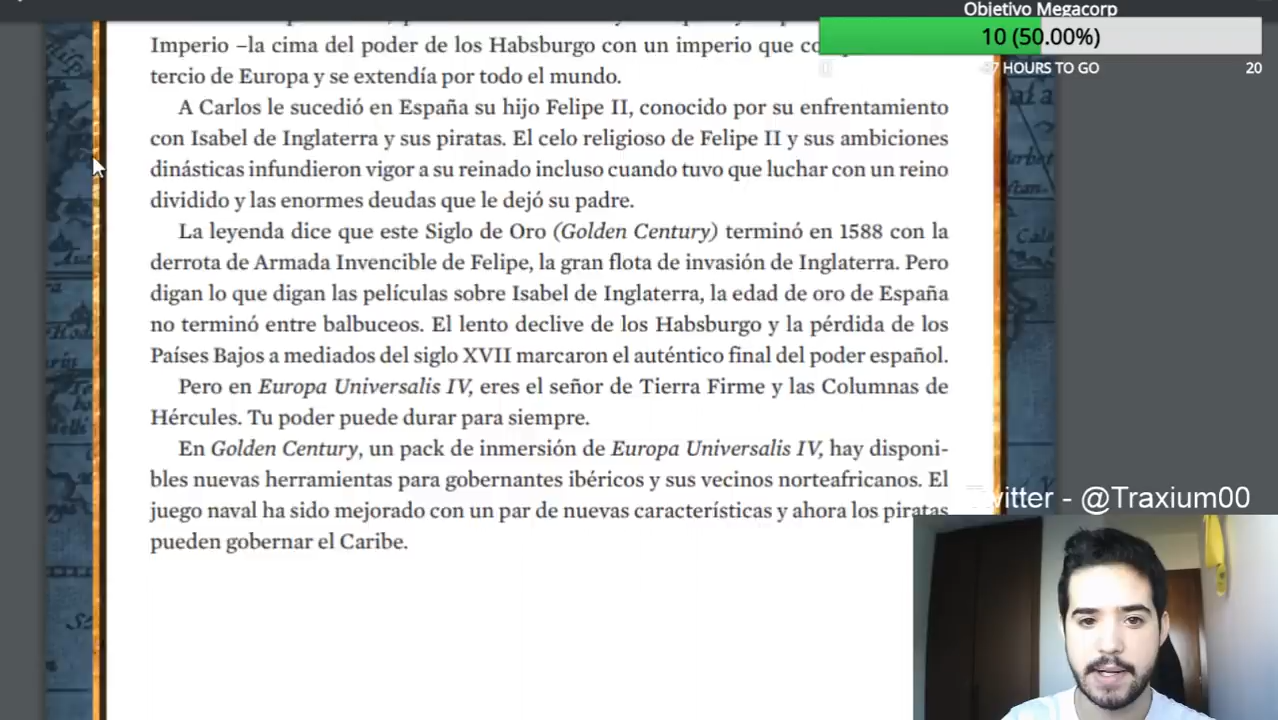 Objetivo Megacorp
10 (50.00%)
HOURS TO GO
20
Imperio –la cima del poder de los Habsburgo con un imperio que
tercio de Europa y se extendía por todo el mundo.
A Carlos le sucedió en España su hijo Felipe II, conocido por su enfrentamiento
con Isabel de Inglaterra y sus piratas. El celo religioso de Felipe II y sus ambiciones
dinásticas infundieron vigor a su reinado incluso cuando tuvo que luchar con un reino
dividido y las enormes deudas que le dejó su padre.
La leyenda dice que este Siglo de Oro (Golden Century) terminó en 1588 con la
derrota de Armada Invencible de Felipe, la gran flota de invasión de Inglaterra. Pero
digan lo que digan las películas sobre Isabel de Inglaterra, la edad de oro de España
no terminó entre balbuceos. El lento declive de los Habsburgo y la pérdida de los
Países Bajos a mediados del siglo XVII marcaron el auténtico final del poder español.
Pero en Europa Universalis IV, eres el señor de Tierra Firme y las Columnas de
Hércules. Tu poder puede durar para siempre.
En Golden Century, un pack de inmersión de Europa Universalis IV, hay disponi-
bles nuevas herramientas para gobernantes ibéricos y sus vecinos norteafricanos. El
juego naval ha sido mejorado con un par de nuevas características y ahora los piratas
pueden gobernar el Caribe.
Twitter - @Traxium00